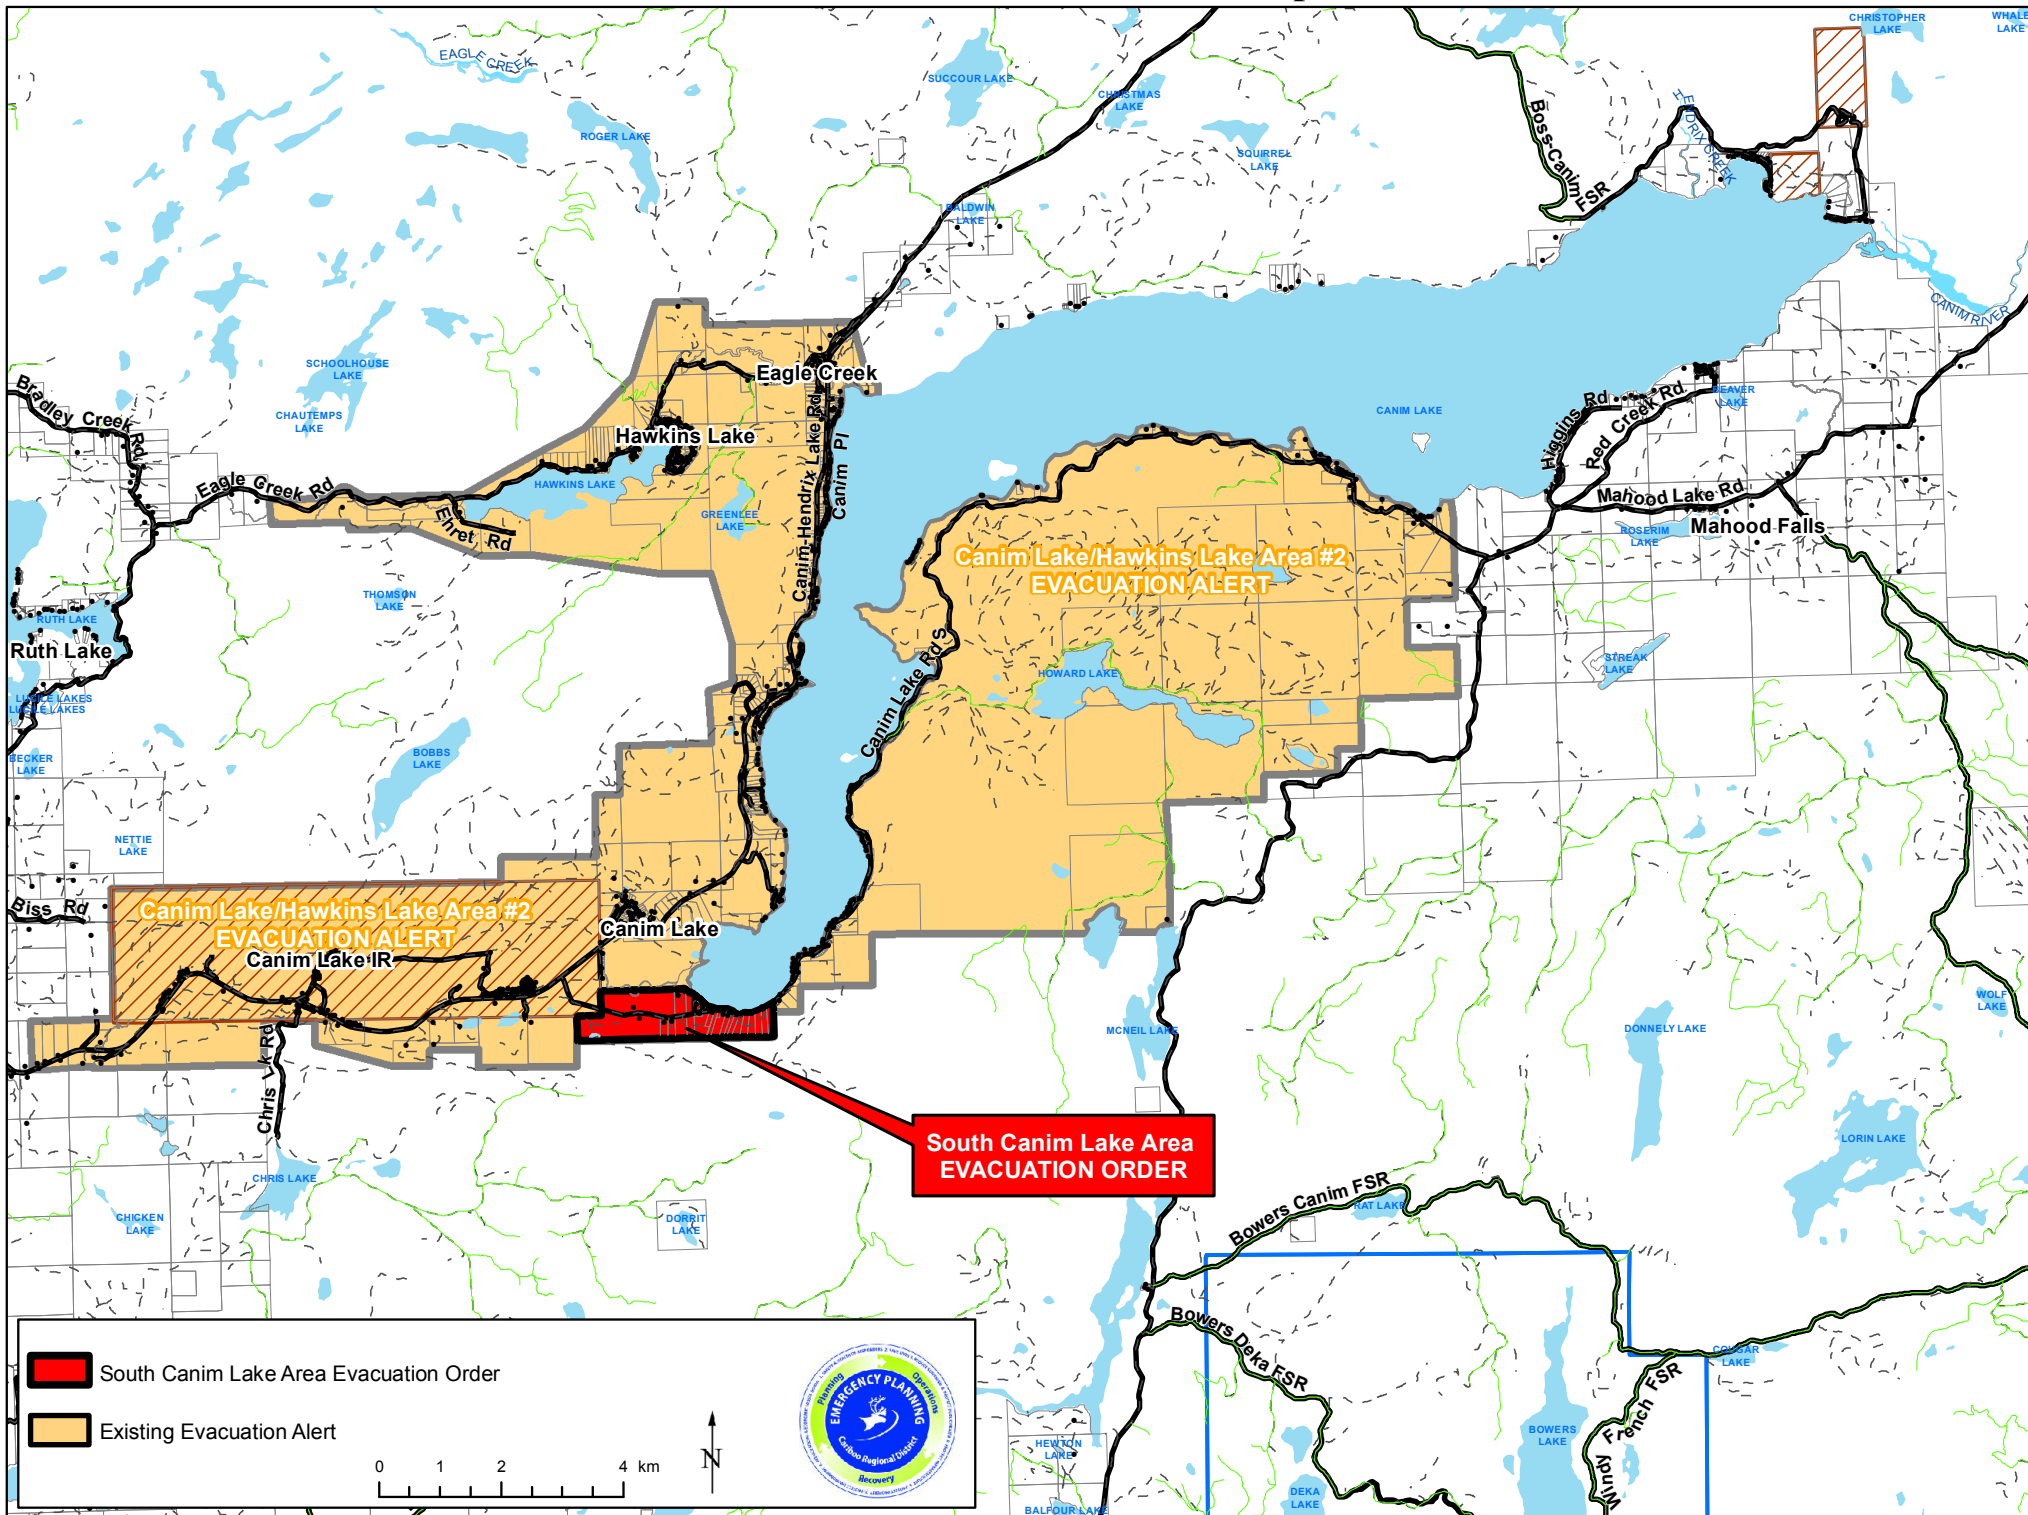 CHRISTOPHER
LAKE
WHALE
LAKE
EAGLE CREEK
SUCCOUR LAKE
CHRISTMAS
LAKE
ROGER LAKE
SQUIRREL
LAKE
Boss-Canim FSR
HENDRIX CREEK
BALDWIN
LAKE
CANIM RIVER
SCHOOLHOUSE
LAKE
CHAUTEMPS
LAKE
Bradley Creek Rd
Eagle Creek
Hawkins Lake
HAWKINS LAKE
GREENLEE
LAKE
Canim-Hendrix Lake Rd
Canim Pl
CANIM LAKE
Higgins Rd
Red Creek Rd
BEAVER
LAKE
Eagle Creek Rd
Ehret Rd
Mahood Lake Rd
Mahood Falls
ROSERIM
LAKE
Canim Lake/Hawkins Lake Area #2
EVACUATION ALERT
THOMSON
LAKE
RUTH LAKE
Ruth Lake
LUCILE LAKES
LUCILE LAKES
BECKER
LAKE
BOBBS
LAKE
Canim Lake Rd S
HOWARD LAKE
STREAK
LAKE
NETTIE
LAKE
Biss Rd
Canim Lake/Hawkins Lake Area #2
EVACUATION ALERT
Canim Lake IR
Canim Lake
Chris Lk Rd
MCNEIL LAKE
DONNELY LAKE
WOLF
LAKE
South Canim Lake Area
EVACUATION ORDER
LORIN LAKE
CHRIS LAKE
CHICKEN
LAKE
DORRIT
LAKE
Bowers Canim FSR
RAT LAKE
Bowers Deka FSR
COUGAR
LAKE
Windy French FSR
BOWERS
LAKE
HEWTON
LAKE
DEKA
LAKE
BALFOUR LAKE
South Canim Lake Area Evacuation Order
Existing Evacuation Alert
0 1 2 4 km
N
Planning
Operations
EMERGENCY PLANNING
Cariboo Regional District
Recovery